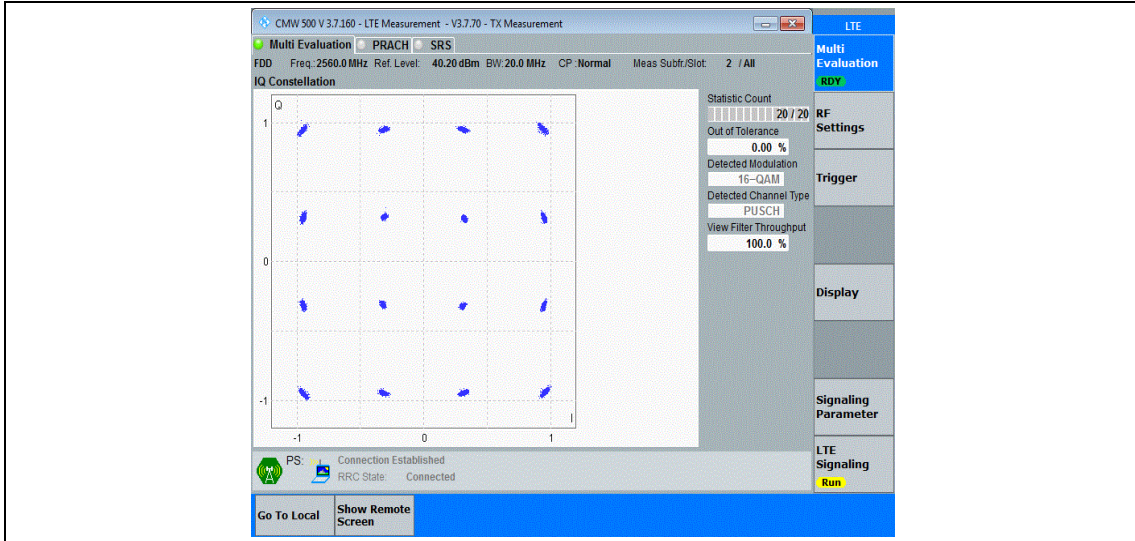 CMW 500 V 3.7.160 - LTE Measurement - V3.7.70 - TX Measurement
LTE
Multi Evaluation PRACH SRS
FDD Freq.: 2560.0 MHz Ref. Level: 40.20 dBm BW: 20.0 MHz CP : Normal Meas Subfr./Slot: 2 / All
IQ Constellation
Q
1
0
-1
-1 0 1
I
Statistic Count
20 / 20
Out of Tolerance
0.00 %
Detected Modulation
16-QAM
Detected Channel Type
PUSCH
View Filter Throughput
100.0 %
Multi
Evaluation
RDY
RF
Settings
Trigger
Display
Signaling
Parameter
LTE
Signaling
Run
PS: Connection Established
RRC State: Connected
Go To Local
Show Remote
Screen